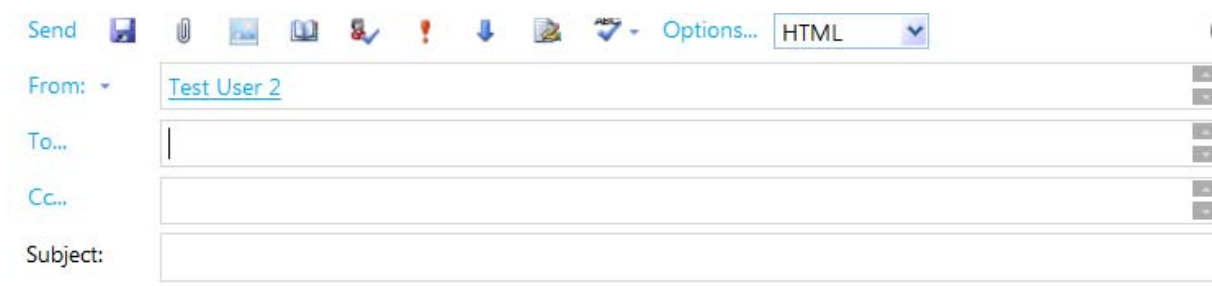 Send Options... HTML
From: Test User 2
To...
Cc...
Subject: